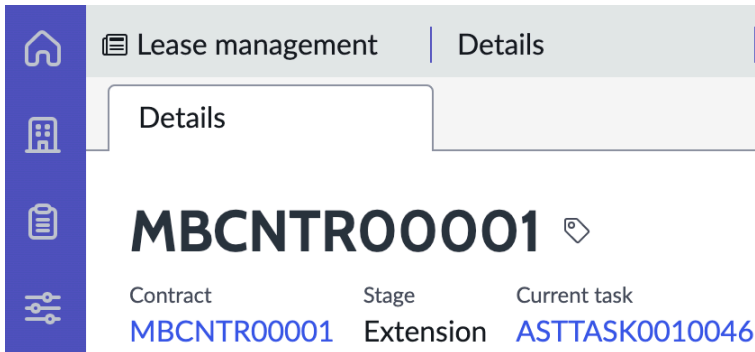 Lease management Details
Details
MBCNTR00001
Contract Stage Current task
MBCNTR00001 Extension ASTTASK0010046